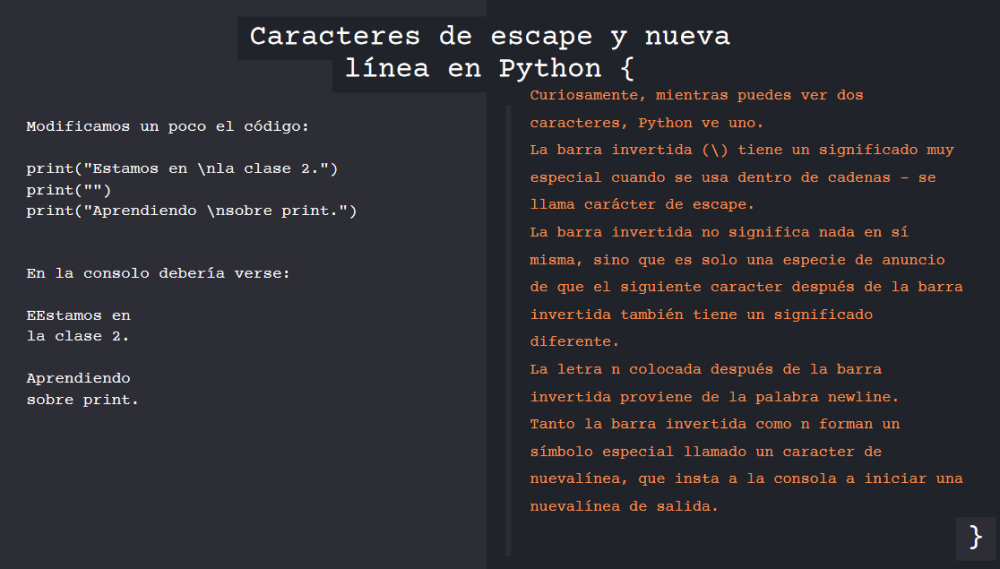 Caracteres de escape y nueva
línea en Python {
Modificamos un poco el código:
print("Estamos en \nla clase 2.")
print("")
print("Aprendiendo \nsobre print.")
En la consolo debería verse:
EEstamos en
la clase 2.
Aprendiendo
sobre print.
Curiosamente, mientras puedes ver dos
caracteres, Python ve uno.
La barra invertida (\) tiene un significado muy
especial cuando se usa dentro de cadenas – se
llama carácter de escape.
La barra invertida no significa nada en sí
misma, sino que es solo una especie de anuncio
de que el siguiente caracter después de la barra
invertida también tiene un significado
diferente.
La letra n colocada después de la barra
invertida proviene de la palabra newline.
Tanto la barra invertida como n forman un
símbolo especial llamado un caracter de
nuevalínea, que insta a la consola a iniciar una
nuevalínea de salida.
}